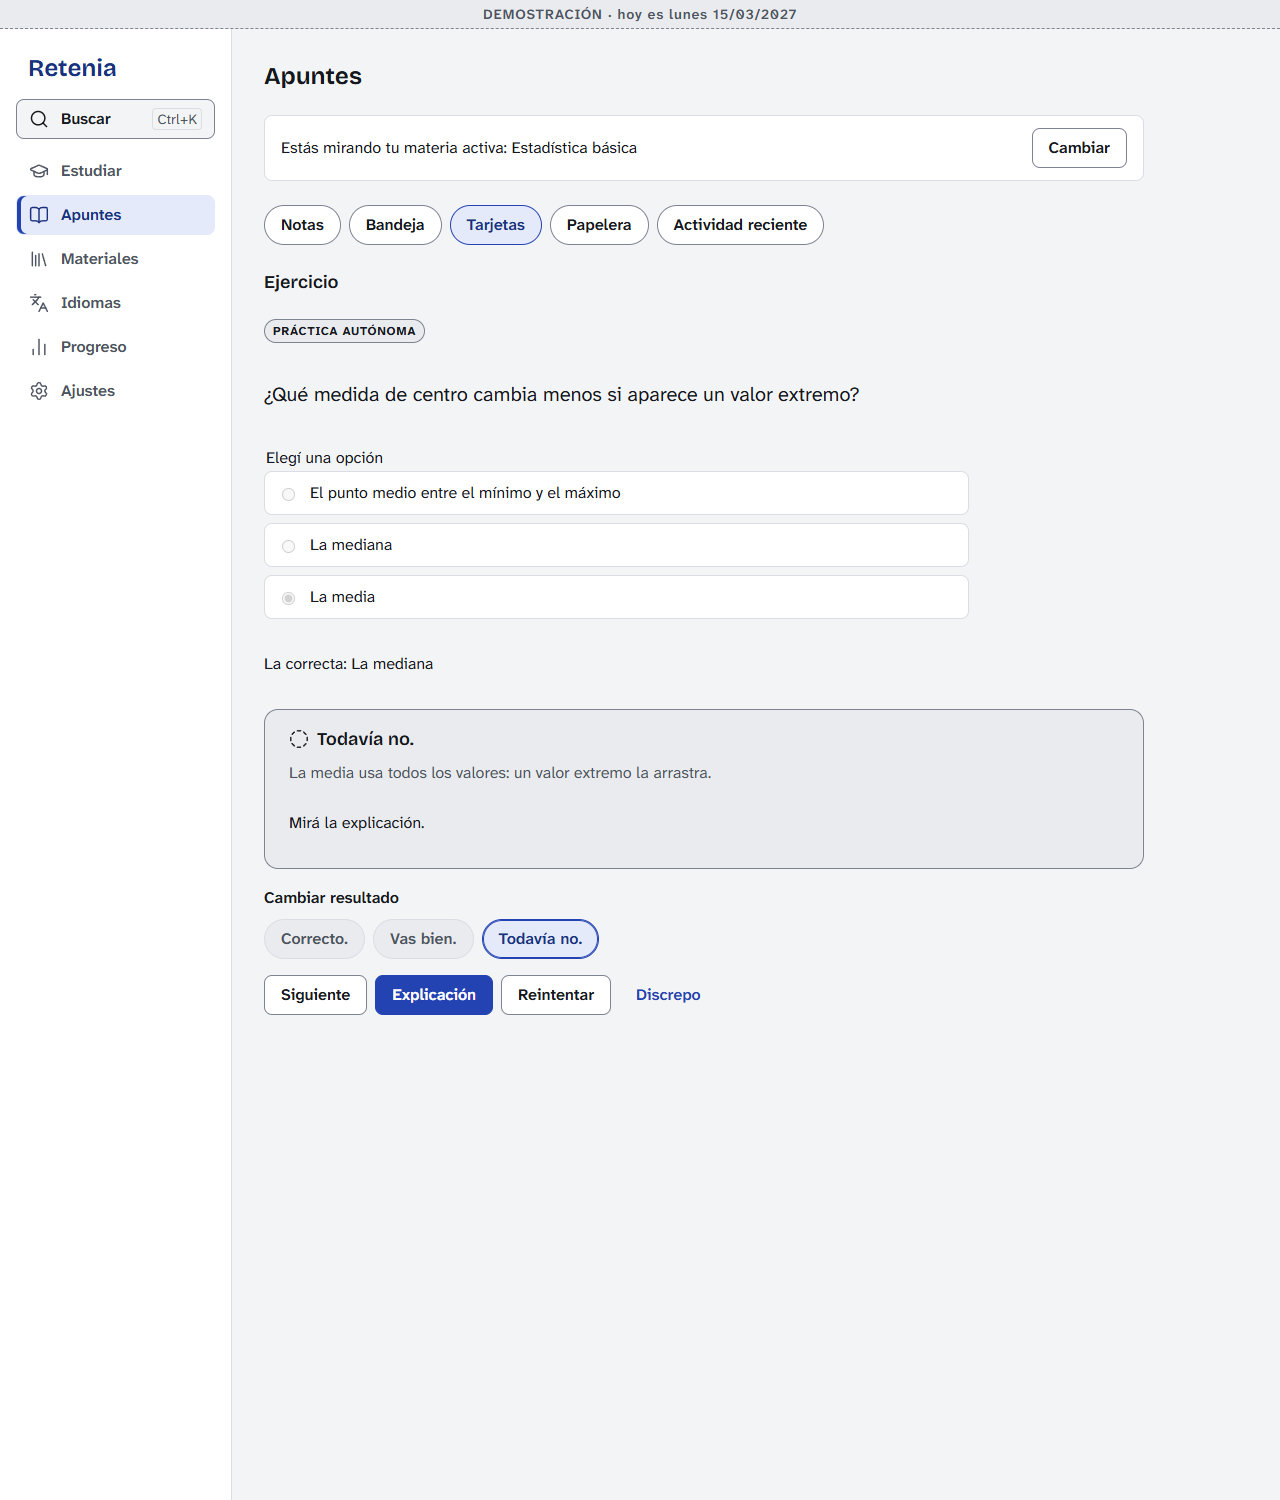 DEMOSTRACIÓN · hoy es lunes 15/03/2027
Retenia
Buscar Ctrl+K
Estudiar
Apuntes
Materiales
Idiomas
Progreso
Ajustes
Apuntes
Estás mirando tu materia activa: Estadística básica
Cambiar
Notas Bandeja Tarjetas Papelera Actividad reciente
Ejercicio
PRÁCTICA AUTÓNOMA
¿Qué medida de centro cambia menos si aparece un valor extremo?
Elegí una opción
El punto medio entre el mínimo y el máximo
La mediana
La media
La correcta: La mediana
Todavía no.
La media usa todos los valores: un valor extremo la arrastra.
Mirá la explicación.
Cambiar resultado
Correcto. Vas bien. Todavía no.
Siguiente Explicación Reintentar Discrepo